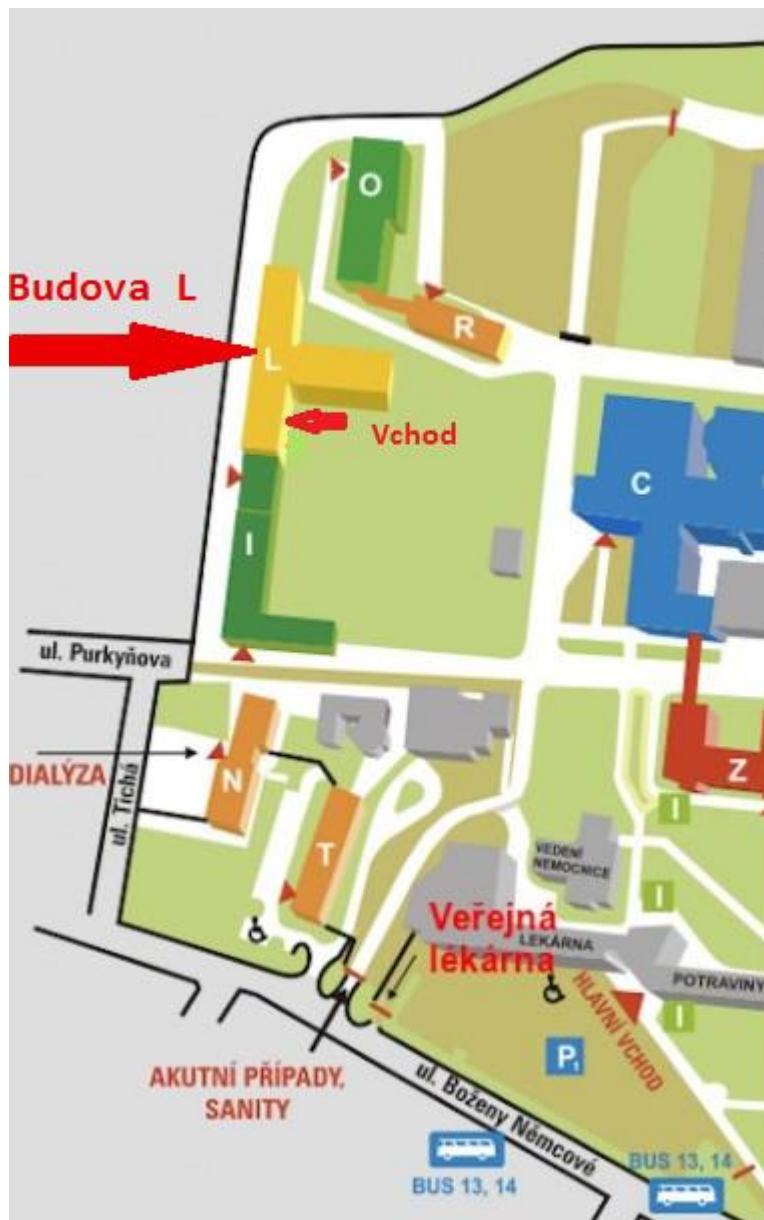 O
Budova L
R
L
Vchod
C
I
ul. Purkyňova
DIALÝZA
N
ul. Tichá
Z
I
T
VEDENÍ
NEMOCNICE
I
Veřejná
lékárna
LÉKÁRNA
POTRAVINY
HLAVNÍ VCHOD
I
P1
AKUTNÍ PŘÍPADY,
SANITY
ul. Boženy Němcové
BUS 13, 14
BUS 13, 14